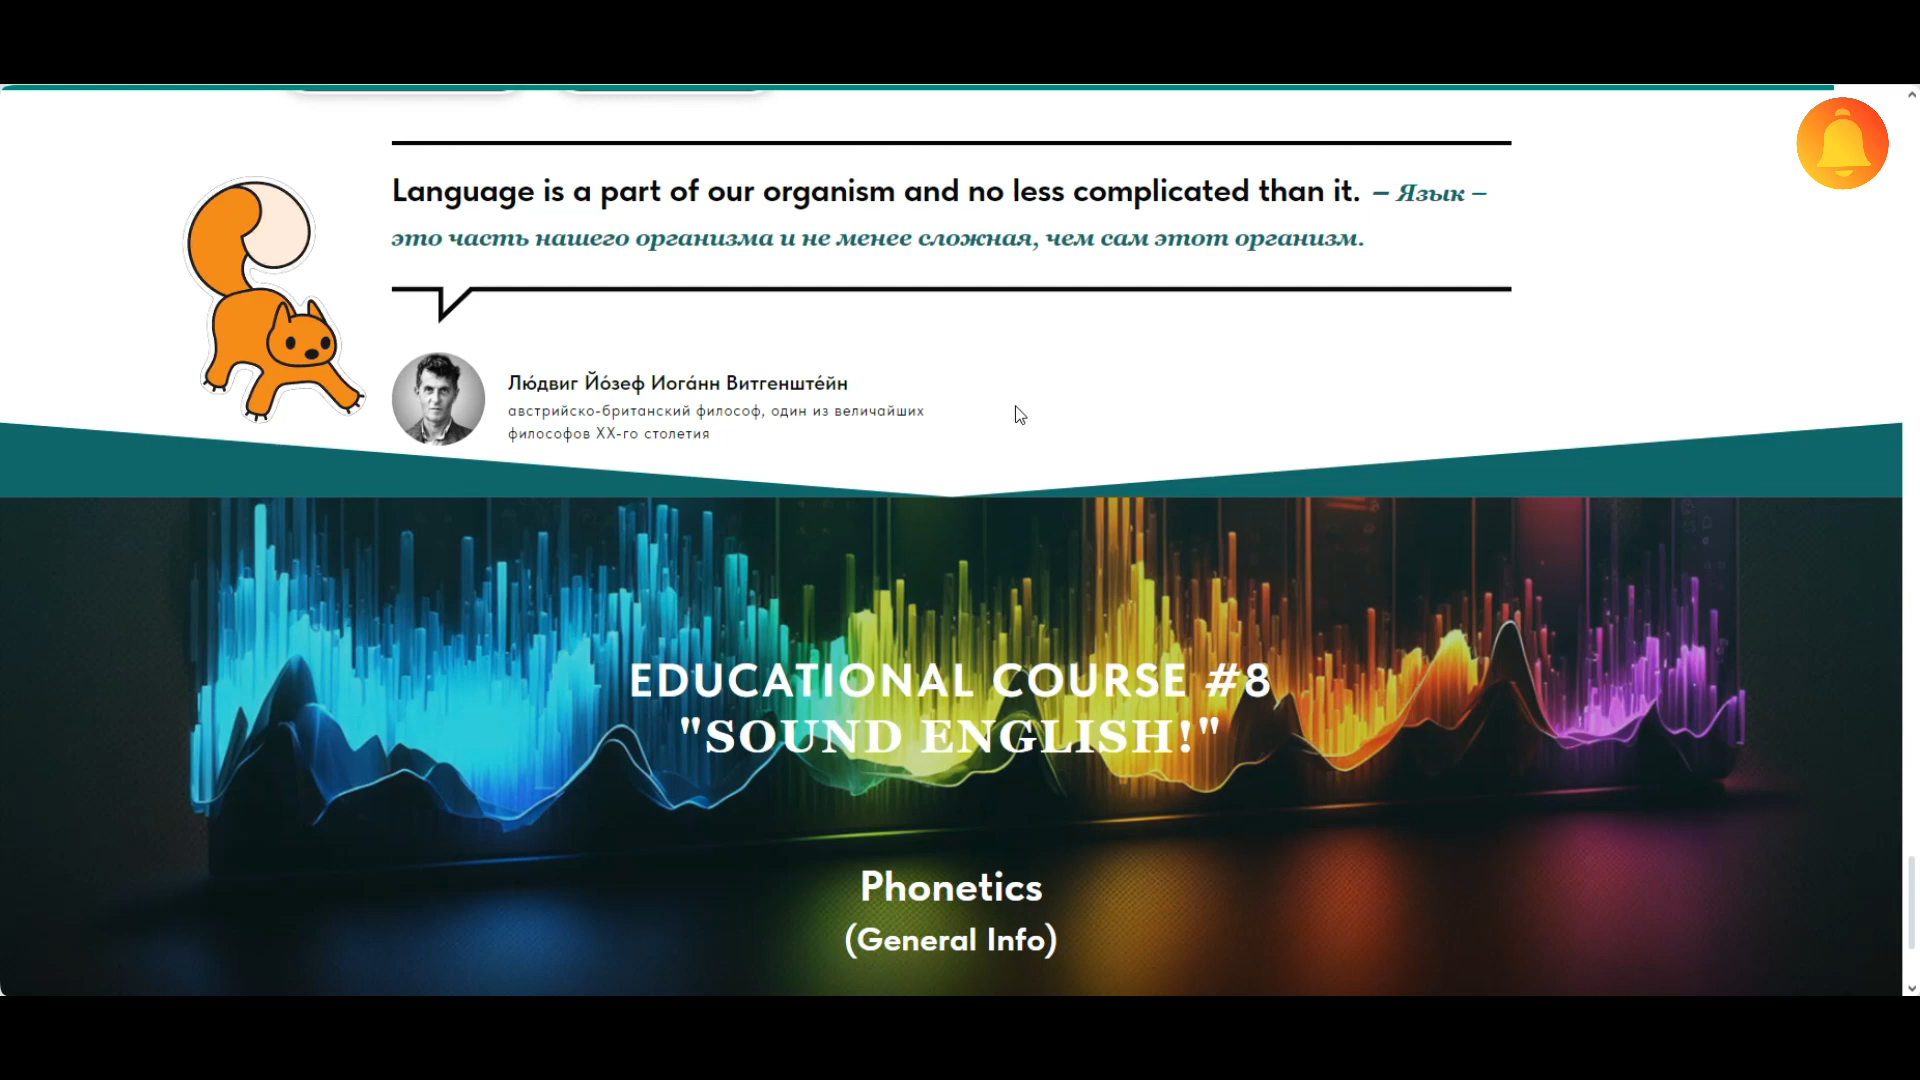 Language is a part of our organism and no less complicated than it. – Язык –
это часть нашего организма и не менее сложная, чем сам этот организм.
Лю́двиг Йо́зеф Иога́нн Витгенште́йн
австрийско-британский философ, один из величайших
философов XX-го столетия
EDUCATIONAL COURSE #8
"SOUND ENGLISH!"
Phonetics
(General Info)